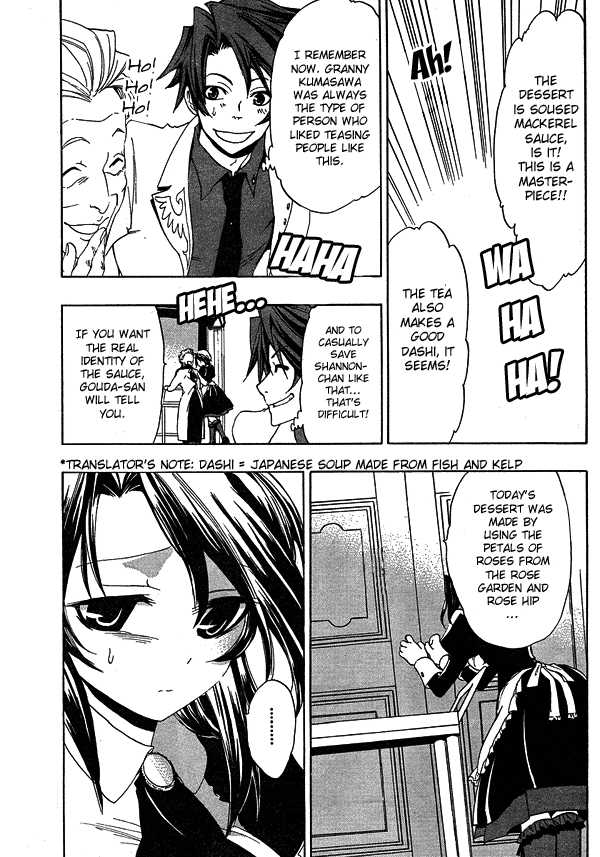 Ah!
THE
DESSERT
IS SOUSED
MACKEREL
SAUCE,
IS IT!
THIS IS A
MASTER-
PIECE!!
WA
HA
HA!
THE TEA
ALSO
MAKES A
GOOD
DASHI, IT
SEEMS!
I REMEMBER
NOW. GRANNY
KUMASAWA
WAS ALWAYS
THE TYPE OF
PERSON WHO
LIKED TEASING
PEOPLE LIKE
THIS.
Ho!
Ho!
Ho!
HAHA
AND TO
CASUALLY
SAVE
SHANNON-
CHAN LIKE
THAT...
THAT'S
DIFFICULT!
HEHE...
IF YOU WANT
THE REAL
IDENTITY OF
THE SAUCE,
GOUDA-SAN
WILL TELL
YOU.
*TRANSLATOR'S NOTE: DASHI = JAPANESE SOUP MADE FROM FISH AND KELP
TODAY'S
DESSERT WAS
MADE BY
USING THE
PETALS OF
ROSES FROM
THE ROSE
GARDEN AND
ROSE HIP
...
.........